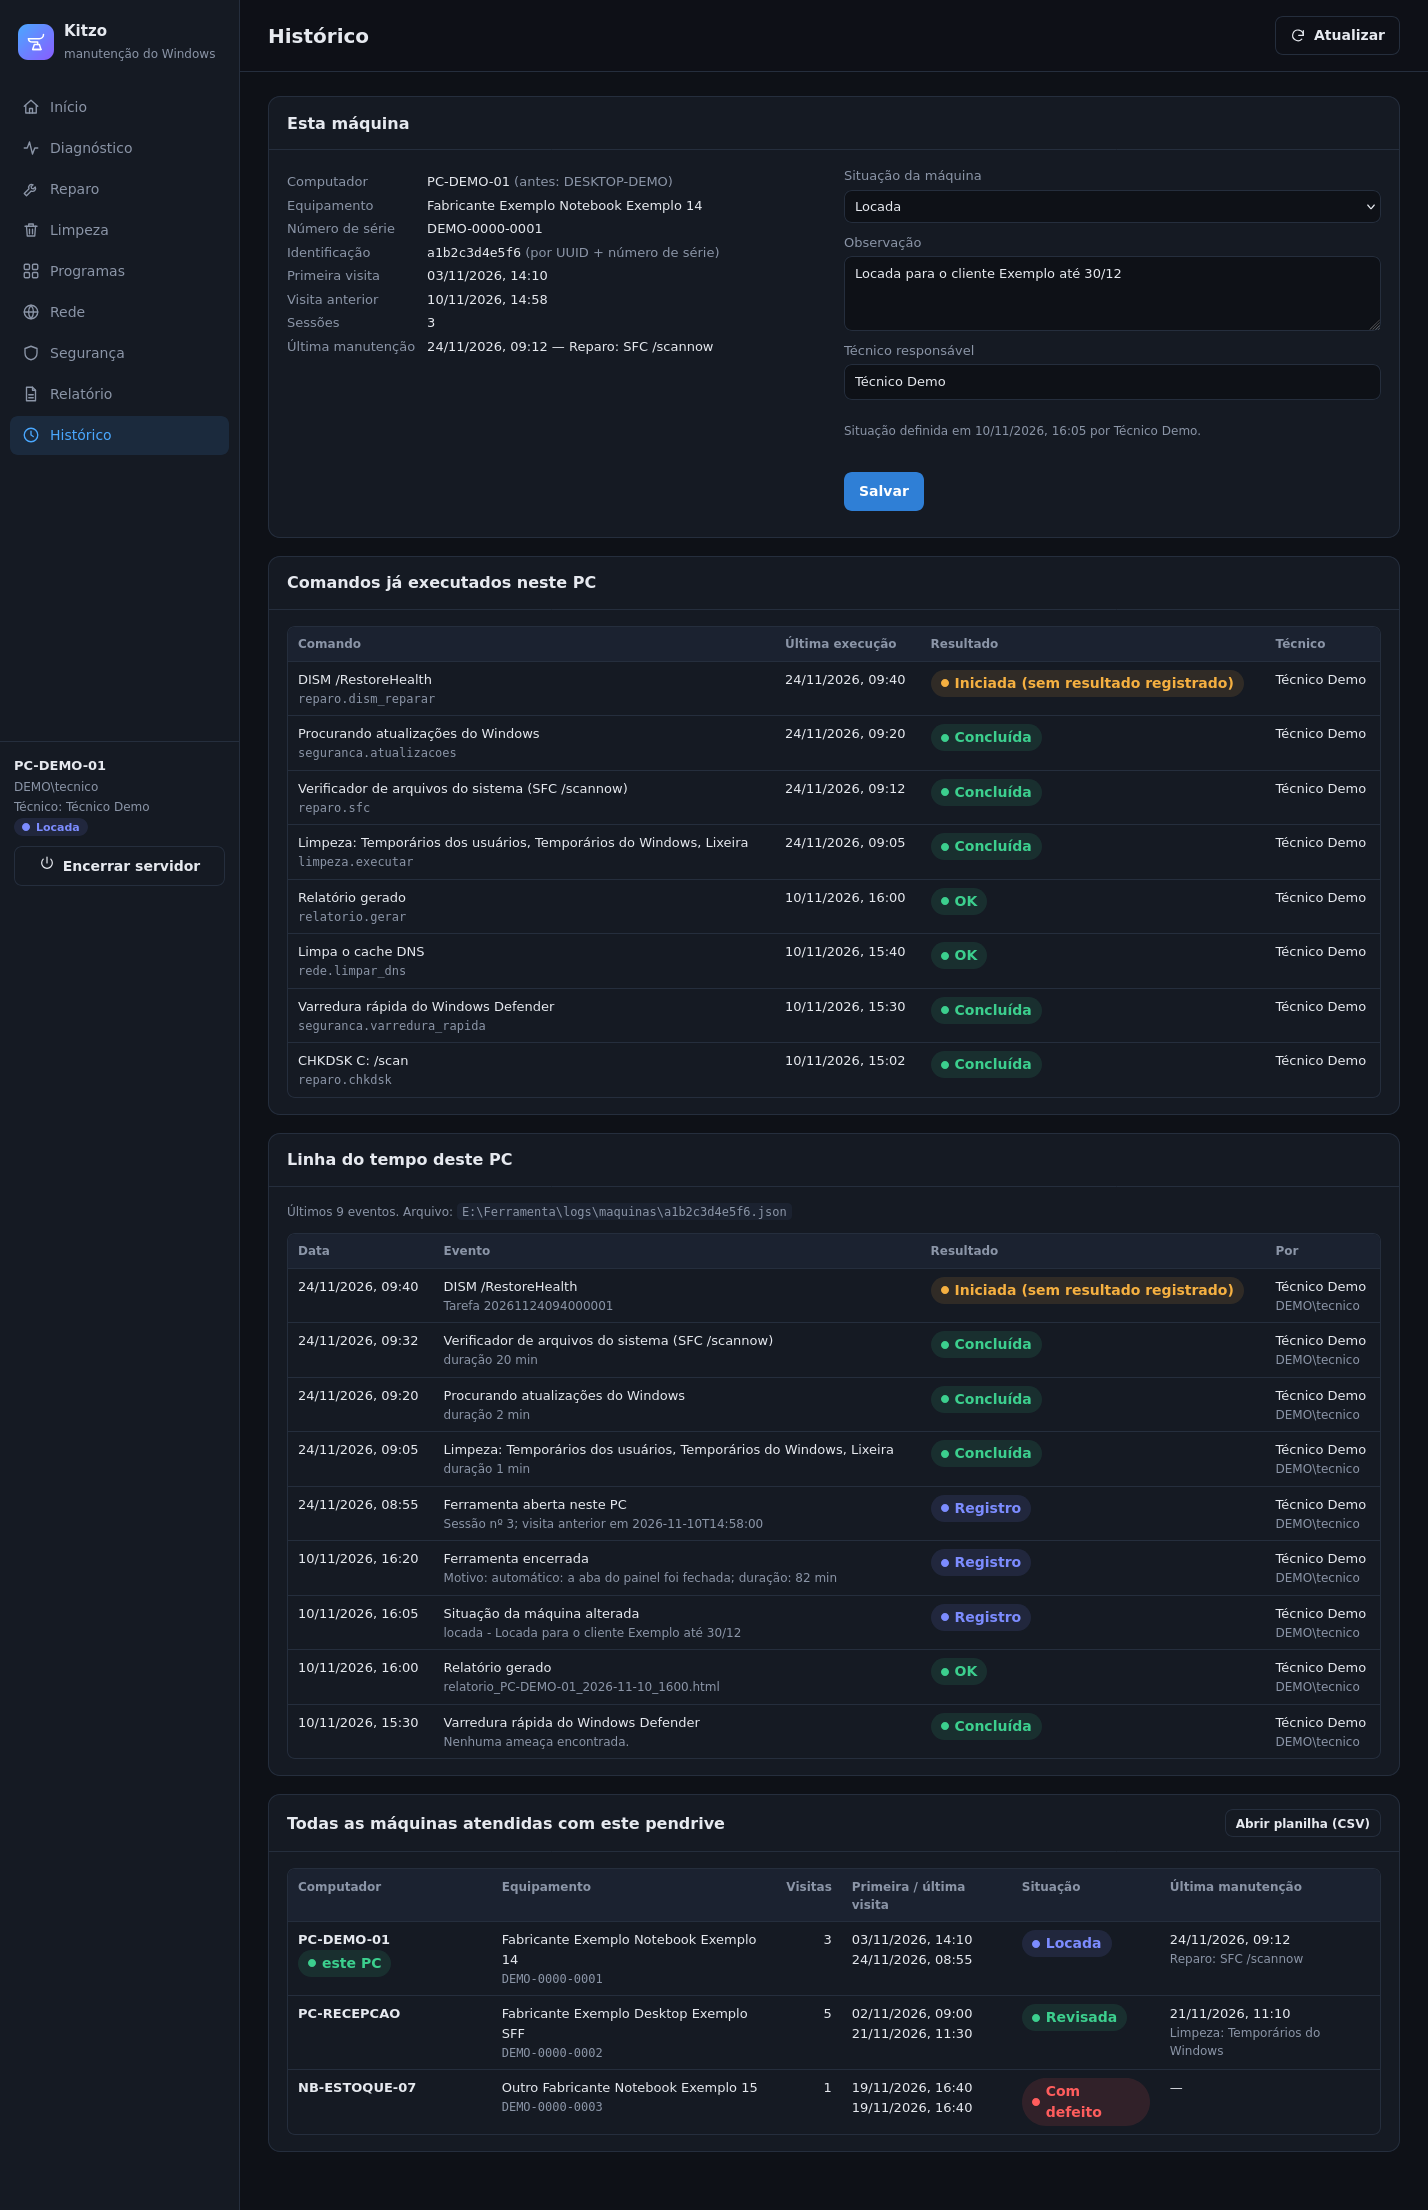 Kitzo
manutenção do Windows
Início
Diagnóstico
Reparo
Limpeza
Programas
Rede
Segurança
Relatório
Histórico
PC-DEMO-01
DEMO\tecnico
Técnico: Técnico Demo
Locada
Encerrar servidor
Histórico
Atualizar
Esta máquina
Computador PC-DEMO-01 (antes: DESKTOP-DEMO)
Equipamento Fabricante Exemplo Notebook Exemplo 14
Número de série DEMO-0000-0001
Identificação a1b2c3d4e5f6 (por UUID + número de série)
Primeira visita 03/11/2026, 14:10
Visita anterior 10/11/2026, 14:58
Sessões 3
Última manutenção 24/11/2026, 09:12 — Reparo: SFC /scannow
Situação da máquina
Locada
Observação
Locada para o cliente Exemplo até 30/12
Técnico responsável
Técnico Demo
Situação definida em 10/11/2026, 16:05 por Técnico Demo.
Salvar
Comandos já executados neste PC
Comando Última execução Resultado Técnico
DISM /RestoreHealth 24/11/2026, 09:40 Iniciada (sem resultado registrado) Técnico Demo
reparo.dism_reparar
Procurando atualizações do Windows 24/11/2026, 09:20 Concluída Técnico Demo
seguranca.atualizacoes
Verificador de arquivos do sistema (SFC /scannow) 24/11/2026, 09:12 Concluída Técnico Demo
reparo.sfc
Limpeza: Temporários dos usuários, Temporários do Windows, Lixeira 24/11/2026, 09:05 Concluída Técnico Demo
limpeza.executar
Relatório gerado 10/11/2026, 16:00 OK Técnico Demo
relatorio.gerar
Limpa o cache DNS 10/11/2026, 15:40 OK Técnico Demo
rede.limpar_dns
Varredura rápida do Windows Defender 10/11/2026, 15:30 Concluída Técnico Demo
seguranca.varredura_rapida
CHKDSK C: /scan 10/11/2026, 15:02 Concluída Técnico Demo
reparo.chkdsk
Linha do tempo deste PC
Últimos 9 eventos. Arquivo: E:\Ferramenta\logs\maquinas\a1b2c3d4e5f6.json
Data Evento Resultado Por
24/11/2026, 09:40 DISM /RestoreHealth Iniciada (sem resultado registrado) Técnico Demo
Tarefa 20261124094000001 DEMO\tecnico
24/11/2026, 09:32 Verificador de arquivos do sistema (SFC /scannow) Concluída Técnico Demo
duração 20 min DEMO\tecnico
24/11/2026, 09:20 Procurando atualizações do Windows Concluída Técnico Demo
duração 2 min DEMO\tecnico
24/11/2026, 09:05 Limpeza: Temporários dos usuários, Temporários do Windows, Lixeira Concluída Técnico Demo
duração 1 min DEMO\tecnico
24/11/2026, 08:55 Ferramenta aberta neste PC Registro Técnico Demo
Sessão nº 3; visita anterior em 2026-11-10T14:58:00 DEMO\tecnico
10/11/2026, 16:20 Ferramenta encerrada Registro Técnico Demo
Motivo: automático: a aba do painel foi fechada; duração: 82 min DEMO\tecnico
10/11/2026, 16:05 Situação da máquina alterada Registro Técnico Demo
locada - Locada para o cliente Exemplo até 30/12 DEMO\tecnico
10/11/2026, 16:00 Relatório gerado OK Técnico Demo
relatorio_PC-DEMO-01_2026-11-10_1600.html DEMO\tecnico
10/11/2026, 15:30 Varredura rápida do Windows Defender Concluída Técnico Demo
Nenhuma ameaça encontrada. DEMO\tecnico
Todas as máquinas atendidas com este pendrive
Abrir planilha (CSV)
Computador Equipamento Visitas Primeira / última Situação Última manutenção
visita
PC-DEMO-01 Fabricante Exemplo Notebook Exemplo 3 03/11/2026, 14:10 Locada 24/11/2026, 09:12
este PC 14 24/11/2026, 08:55 Reparo: SFC /scannow
DEMO-0000-0001
PC-RECEPCAO Fabricante Exemplo Desktop Exemplo 5 02/11/2026, 09:00 Revisada 21/11/2026, 11:10
SFF 21/11/2026, 11:30 Limpeza: Temporários do
DEMO-0000-0002 Windows
NB-ESTOQUE-07 Outro Fabricante Notebook Exemplo 15 1 19/11/2026, 16:40 Com —
DEMO-0000-0003 19/11/2026, 16:40 defeito